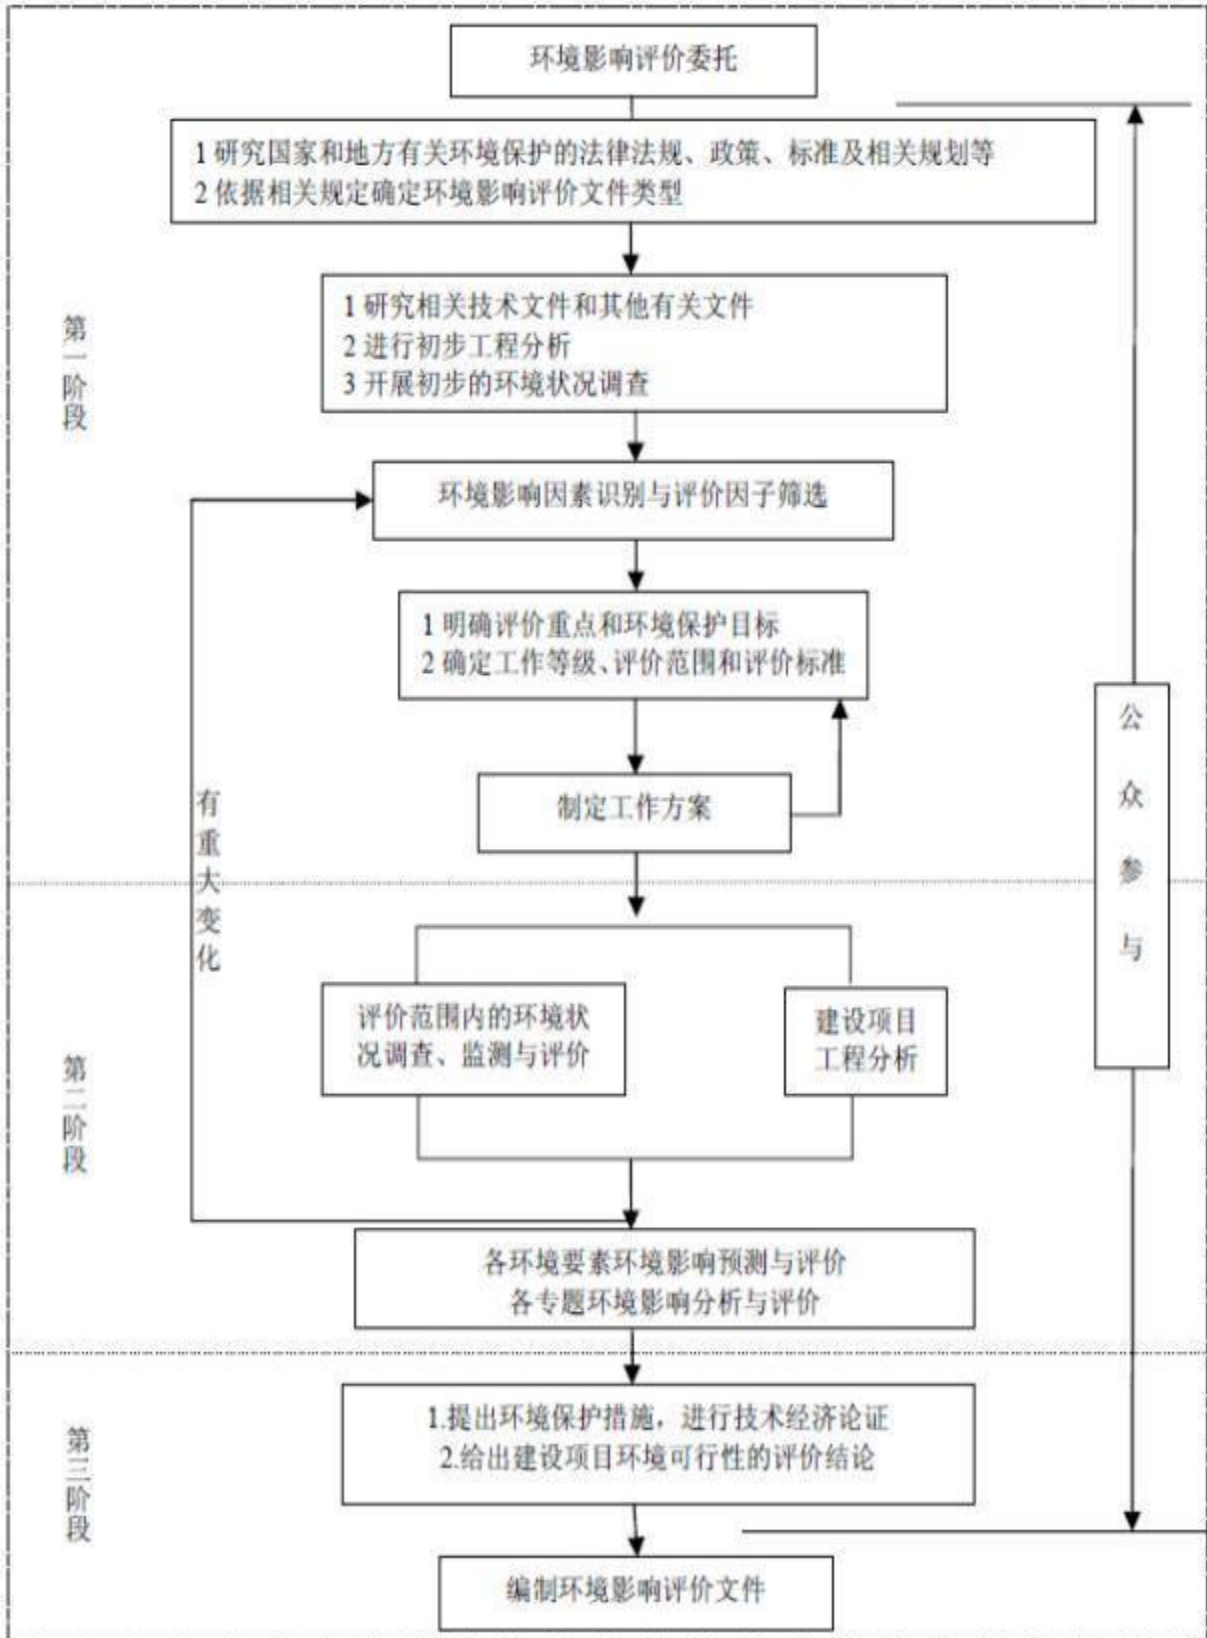 环境影响评价委托
1 研究国家和地方有关环境保护的法律法规、政策、标准及相关规划等
2 依据相关规定确定环境影响评价文件类型
第一阶段
1 研究相关技术文件和其他有关文件
2 进行初步工程分析
3 开展初步的环境状况调查
环境影响因素识别与评价因子筛选
1 明确评价重点和环境保护目标
2 确定工作等级、评价范围和评价标准
制定工作方案
公众参与
有重大变化
第二阶段
评价范围内的环境状
况调查、监测与评价
建设项目
工程分析
各环境要素环境影响预测与评价
各专题环境影响分析与评价
第三阶段
1.提出环境保护措施，进行技术经济论证
2.给出建设项目环境可行性的评价结论
编制环境影响评价文件